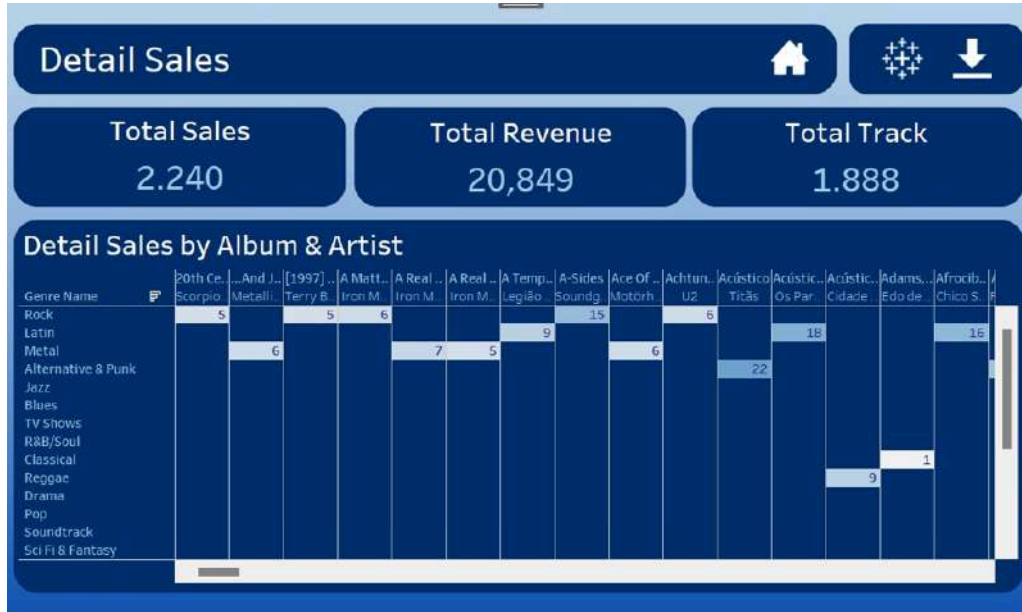 Detail Sales
Total Sales Total Revenue Total Track
2.240 20,849 1.888
Detail Sales by Album & Artist
20th Ce.. ...And J.. [1997] .. A Matt.. A Real .. A Real .. A Temp.. A-Sides Ace Of .. Achtun.. Acústico Acústic.. Acústic.. Adams,.. Afrocib.. A
Genre Name Scorpio.. Metalli.. Terry B.. Iron M.. Iron M.. Iron M.. Legião .. Soundg.. Motörh.. U2 Titãs Os Par.. Cidade .. Edo de .. Chico S..
Rock 5 5 6 15 6
Latin 9 18 16
Metal 6 7 5 6
Alternative & Punk 22
Jazz
Blues
TV Shows
R&B/Soul
Classical 1
Reggae 9
Drama
Pop
Soundtrack
Sci Fi & Fantasy